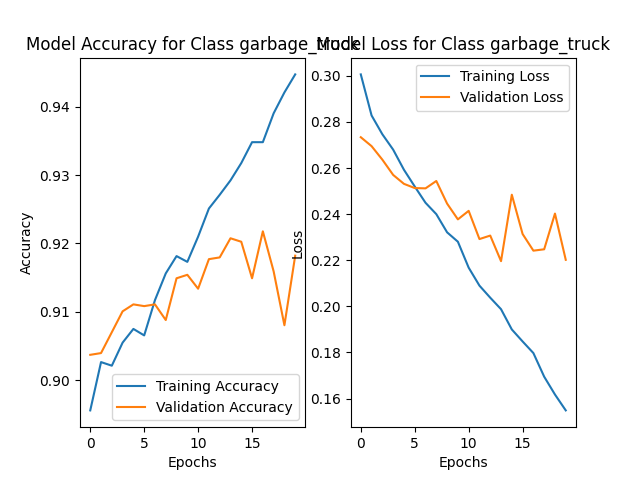 Model Accuracy for Class garbage_truck
0.94
0.93
0.92
0.91
0.90
Accuracy
Training Accuracy
Validation Accuracy
0 5 10 15
Epochs
Model Loss for Class garbage_truck
0.30
0.28
0.26
0.24
0.22
0.20
0.18
0.16
Loss
Training Loss
Validation Loss
0 5 10 15
Epochs